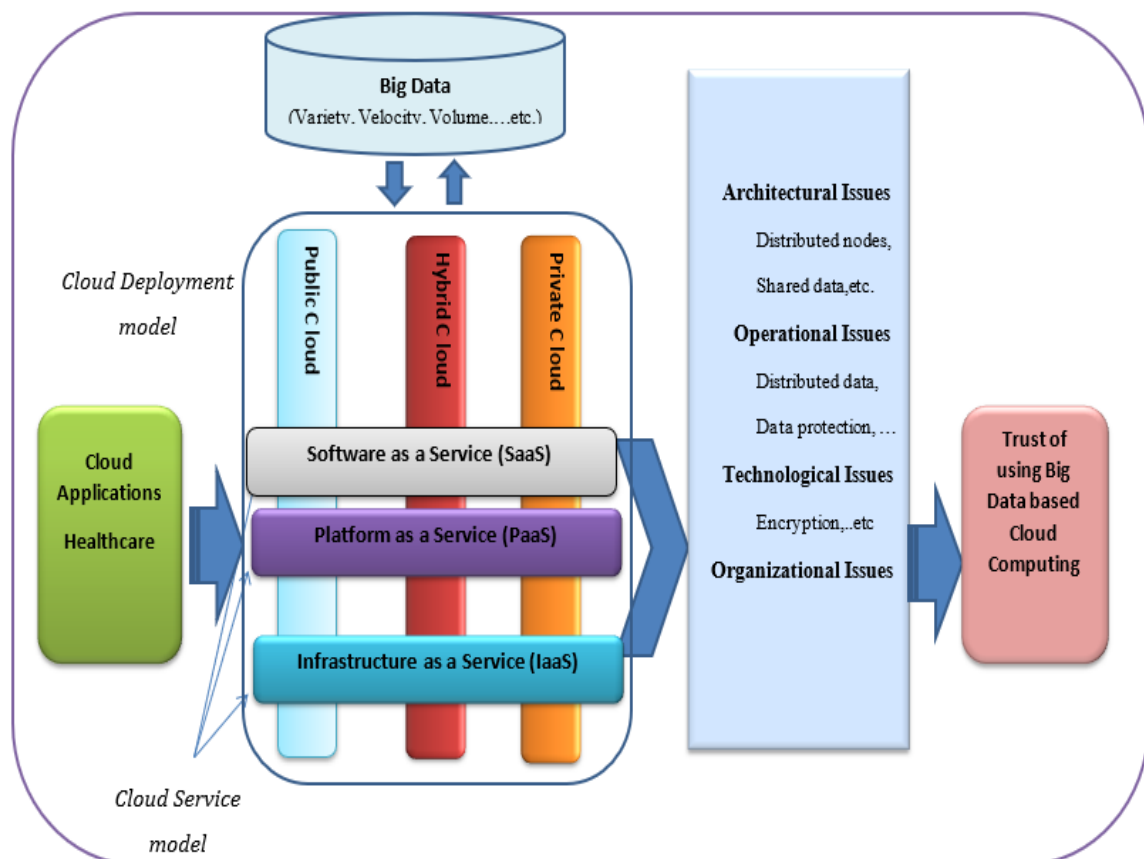 Big Data
(Variety, Velocity, Volume,...etc.)
Cloud Deployment
model
Public C loud
Hybrid C loud
Private C loud
Cloud
Applications
Healthcare
Software as a Service (SaaS)
Platform as a Service (PaaS)
Infrastructure as a Service (IaaS)
Cloud Service
model
Architectural Issues
Distributed nodes,
Shared data,etc.
Operational Issues
Distributed data,
Data protection, ...
Technological Issues
Encryption,..etc
Organizational Issues
Trust of
using Big
Data based
Cloud
Computing